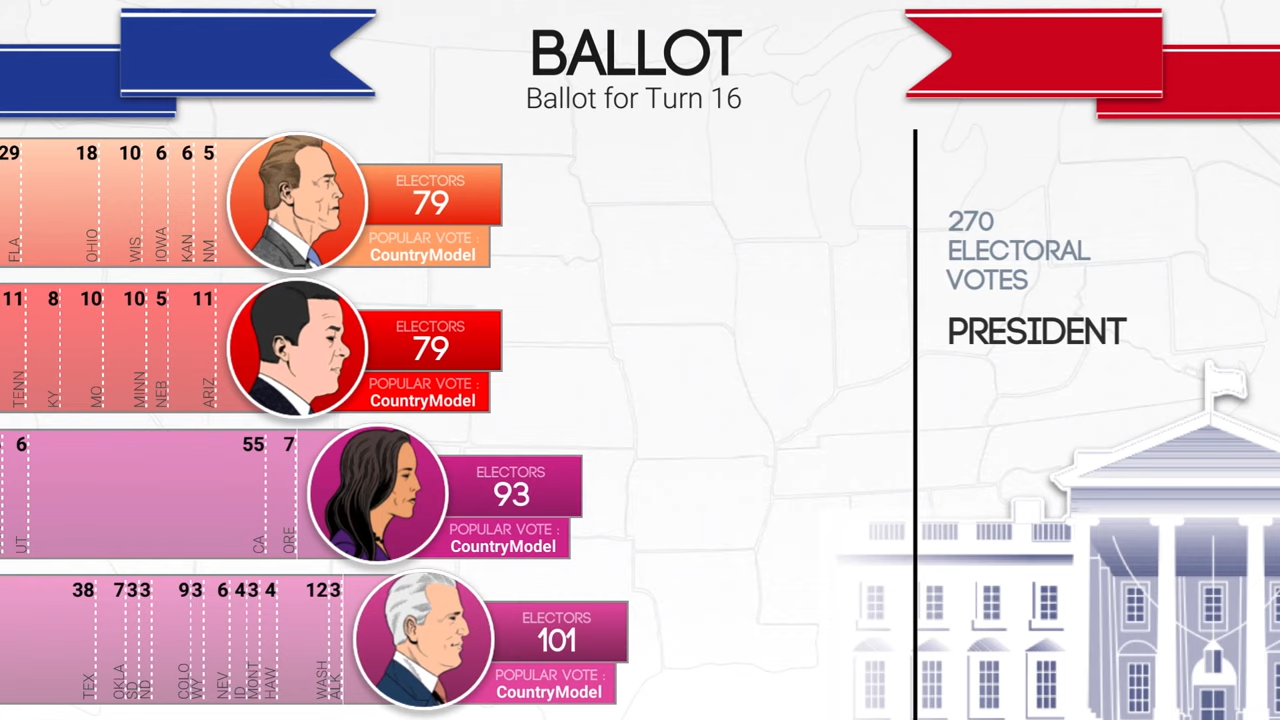 BALLOT
Ballot for Turn 16
29 18 10 6 6 5
FLA OHIO WIS IOWA KAN NM
ELECTORS
79
POPULAR VOTE :
CountryModel
11 8 10 10 5 11
TENN KY MO MINN NEB ARIZ
ELECTORS
79
POPULAR VOTE :
CountryModel
6 55 7
UT CA ORE
ELECTORS
93
POPULAR VOTE :
CountryModel
38 7 3 3 9 3 6 4 3 4 12 3
TEX OKLA SD ND COLO WY NEV ID MONT HAW WASH ALK
ELECTORS
101
POPULAR VOTE :
CountryModel
270
ELECTORAL
VOTES
PRESIDENT